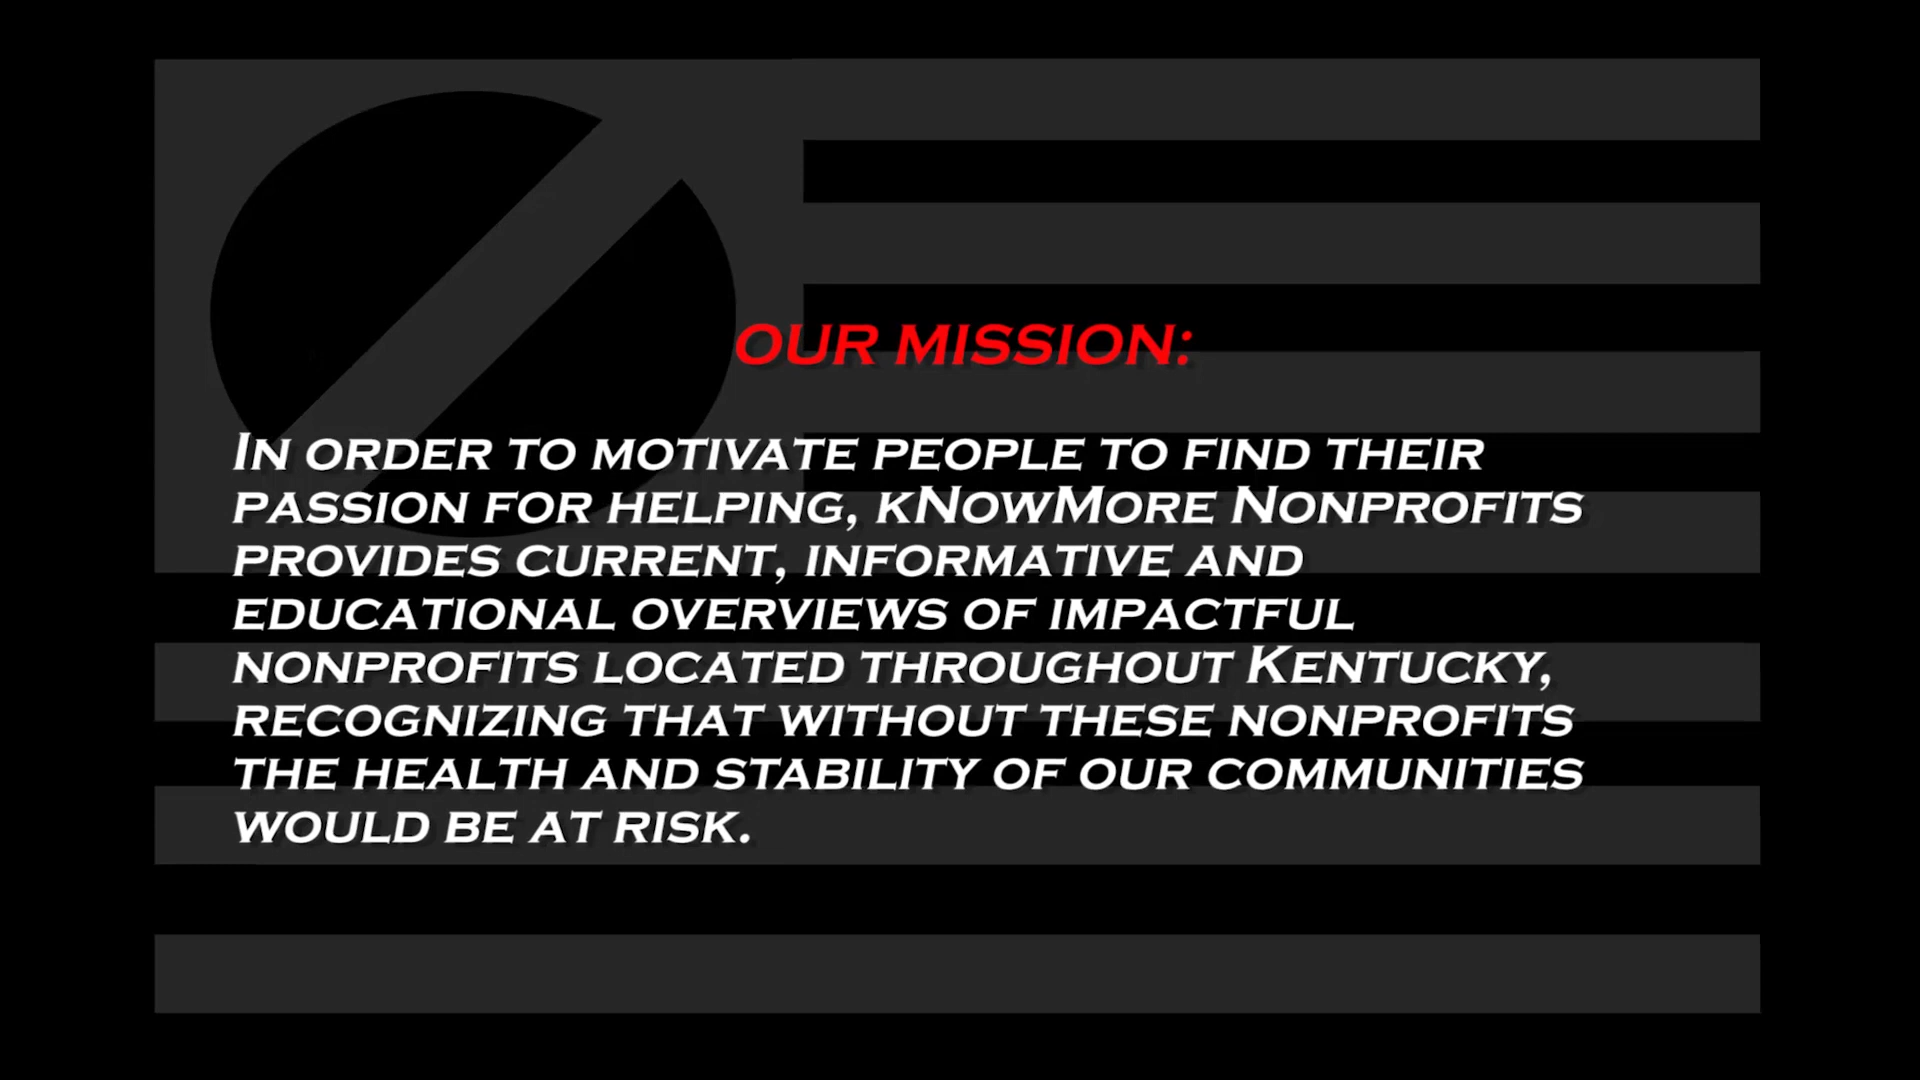 OUR MISSION:
In order to motivate people to find their
passion for helping, kNowMore Nonprofits
provides current, informative and
educational overviews of impactful
nonprofits located throughout Kentucky,
recognizing that without these nonprofits
the health and stability of our communities
would be at risk.